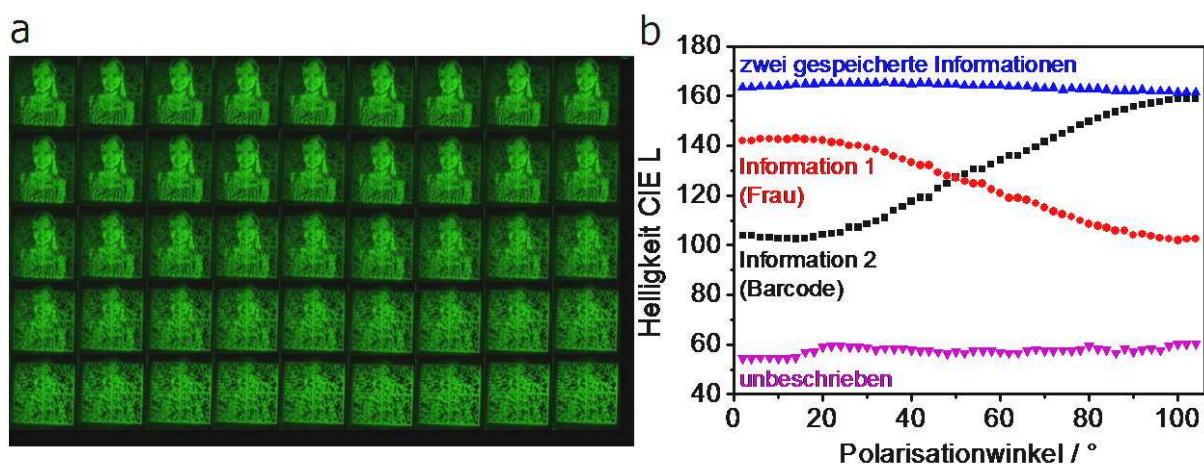 a
b
180
160
140
120
100
80
60
40
Helligkeit CIE L
zwei gespeicherte Informationen
Information 1
(Frau)
Information 2
(Barcode)
unbeschrieben
0 20 40 60 80 100
Polarisationwinkel / °